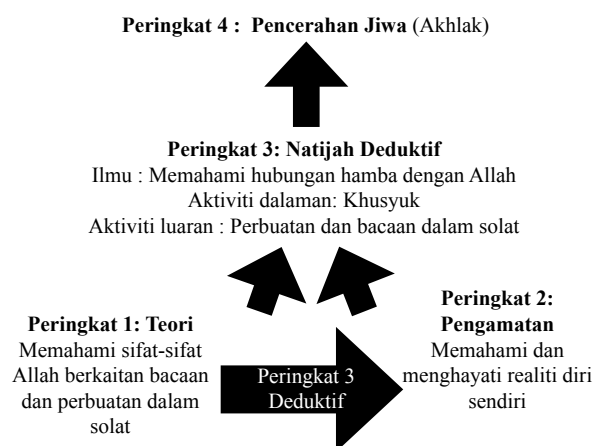 Peringkat 4 : Pencerahan Jiwa (Akhlak)
Peringkat 3: Natijah Deduktif
Ilmu : Memahami hubungan hamba dengan Allah
Aktiviti dalaman: Khusyuk
Aktiviti luaran : Perbuatan dan bacaan dalam solat
Peringkat 1: Teori
Memahami sifat-sifat
Allah berkaitan bacaan
dan perbuatan dalam
solat
Peringkat 3
Deduktif
Peringkat 2:
Pengamatan
Memahami dan
menghayati realiti diri
sendiri